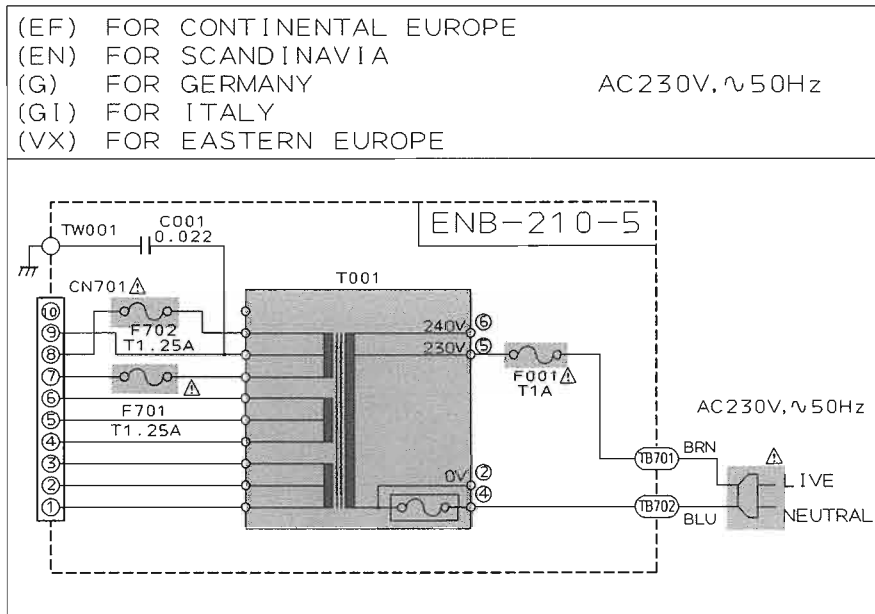 (EF) FOR CONTINENTAL EUROPE
(EN) FOR SCANDINAVIA
(G) FOR GERMANY AC230V,∿50Hz
(GI) FOR ITALY
(VX) FOR EASTERN EUROPE
ENB-210-5
TW001
C001
0.022
CN701
T001
F702
T1.25A
F701
T1.25A
⑩
⑨
⑧
⑦
⑥
⑤
④
③
②
①
240V ⑥
230V ⑤
F001
T1A
0V ②
④
AC230V,∿50Hz
TB701 BRN
LIVE
TB702 BLU
NEUTRAL